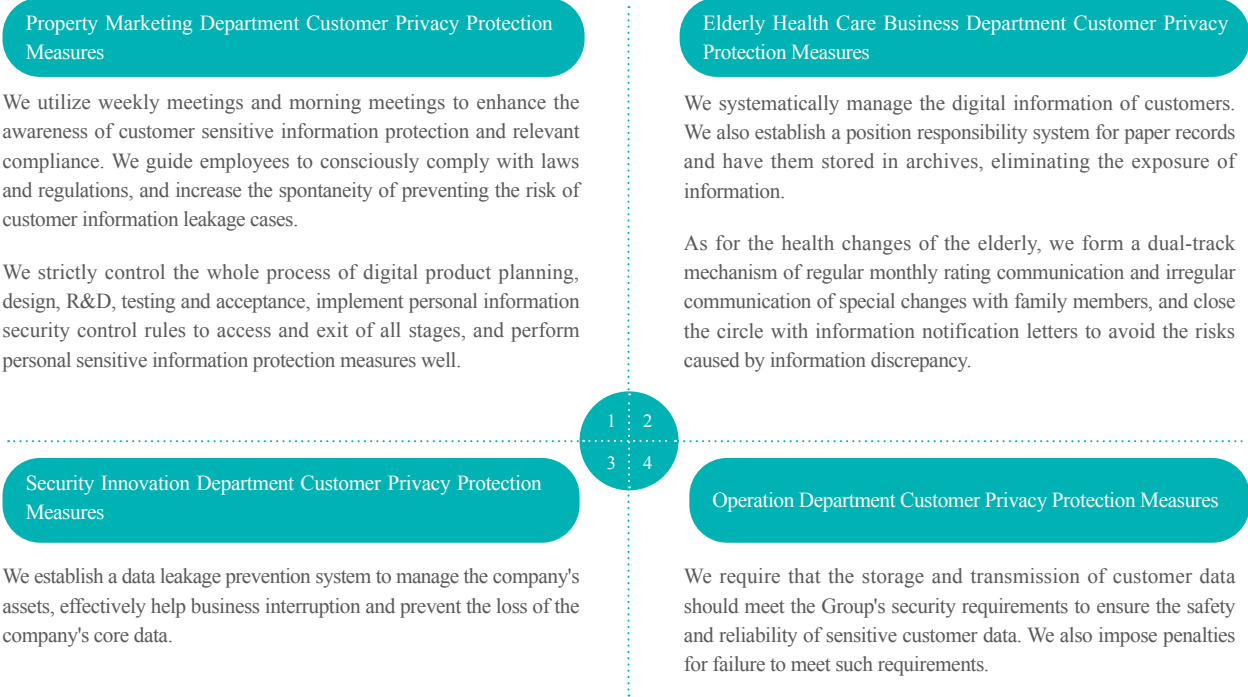 Property Marketing Department Customer Privacy Protection
Measures
We utilize weekly meetings and morning meetings to enhance the
awareness of customer sensitive information protection and relevant
compliance. We guide employees to consciously comply with laws
and regulations, and increase the spontaneity of preventing the risk of
customer information leakage cases.
We strictly control the whole process of digital product planning,
design, R&D, testing and acceptance, implement personal information
security control rules to access and exit of all stages, and perform
personal sensitive information protection measures well.
Elderly Health Care Business Department Customer Privacy
Protection Measures
We systematically manage the digital information of customers.
We also establish a position responsibility system for paper records
and have them stored in archives, eliminating the exposure of
information.
As for the health changes of the elderly, we form a dual-track
mechanism of regular monthly rating communication and irregular
communication of special changes with family members, and close
the circle with information notification letters to avoid the risks
caused by information discrepancy.
1 2
3 4
Security Innovation Department Customer Privacy Protection
Measures
We establish a data leakage prevention system to manage the company's
assets, effectively help business interruption and prevent the loss of the
company's core data.
Operation Department Customer Privacy Protection Measures
We require that the storage and transmission of customer data
should meet the Group's security requirements to ensure the safety
and reliability of sensitive customer data. We also impose penalties
for failure to meet such requirements.